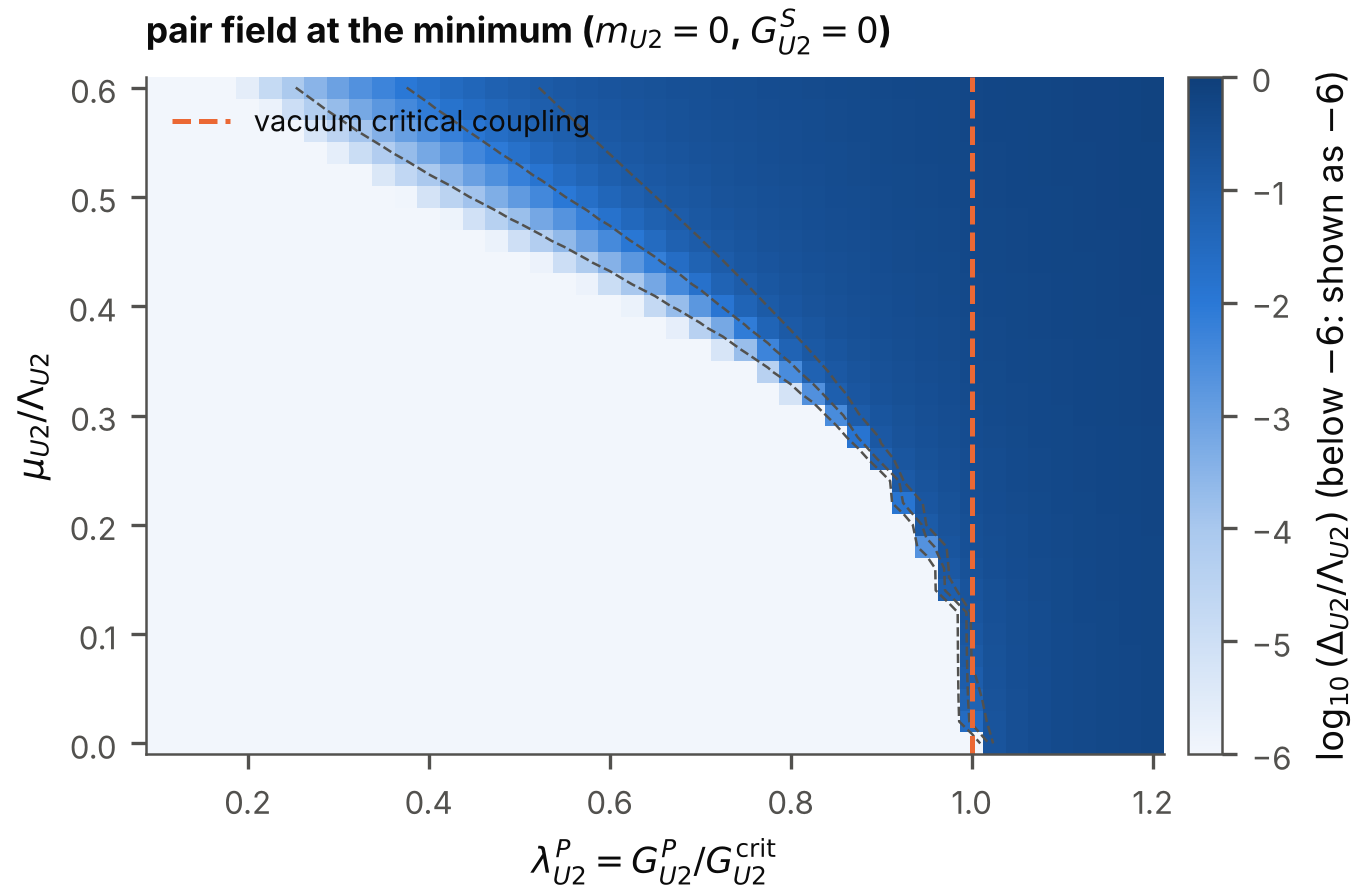 pair field at the minimum (m_{U2} = 0, G^S_{U2} = 0)
vacuum critical coupling
0.6
0.5
0.4
0.3
0.2
0.1
0.0
μ_{U2}/Λ_{U2}
0.2 0.4 0.6 0.8 1.0 1.2
λ^P_{U2} = G^P_{U2}/G^{crit}_{U2}
0
−1
−2
−3
−4
−5
−6
log₁₀ (Δ_{U2}/Λ_{U2}) (below −6: shown as −6)